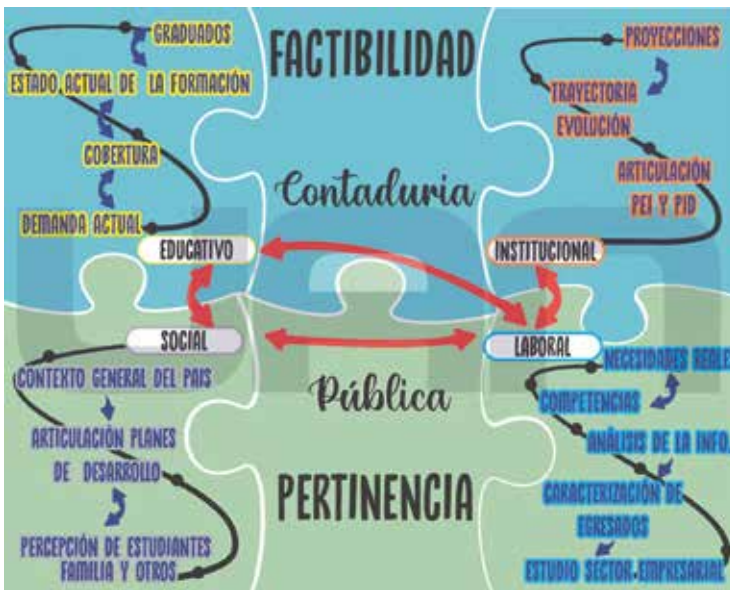 FACTIBILIDAD
Contaduria
Pública
PERTINENCIA
GRADUADOS
ESTADO ACTUAL DE LA FORMACIÓN
COBERTURA
DEMANDA ACTUAL
EDUCATIVO
PROYECCIONES
TRAYECTORIA
EVOLUCIÓN
ARTICULACIÓN
PEI Y PID
INSTITUCIONAL
SOCIAL
CONTEXTO GENERAL DEL PAIS
ARTICULACIÓN PLANES
DE DESARROLLO
PERCEPCIÓN DE ESTUDIANTES
FAMILIA Y OTROS
LABORAL
NECESIDADES REALE
COMPETENCIAS
ANÁLISIS DE LA INFO.
CARACTERIZACIÓN DE
EGRESADOS
ESTUDIO SECTOR EMPRESARIAL